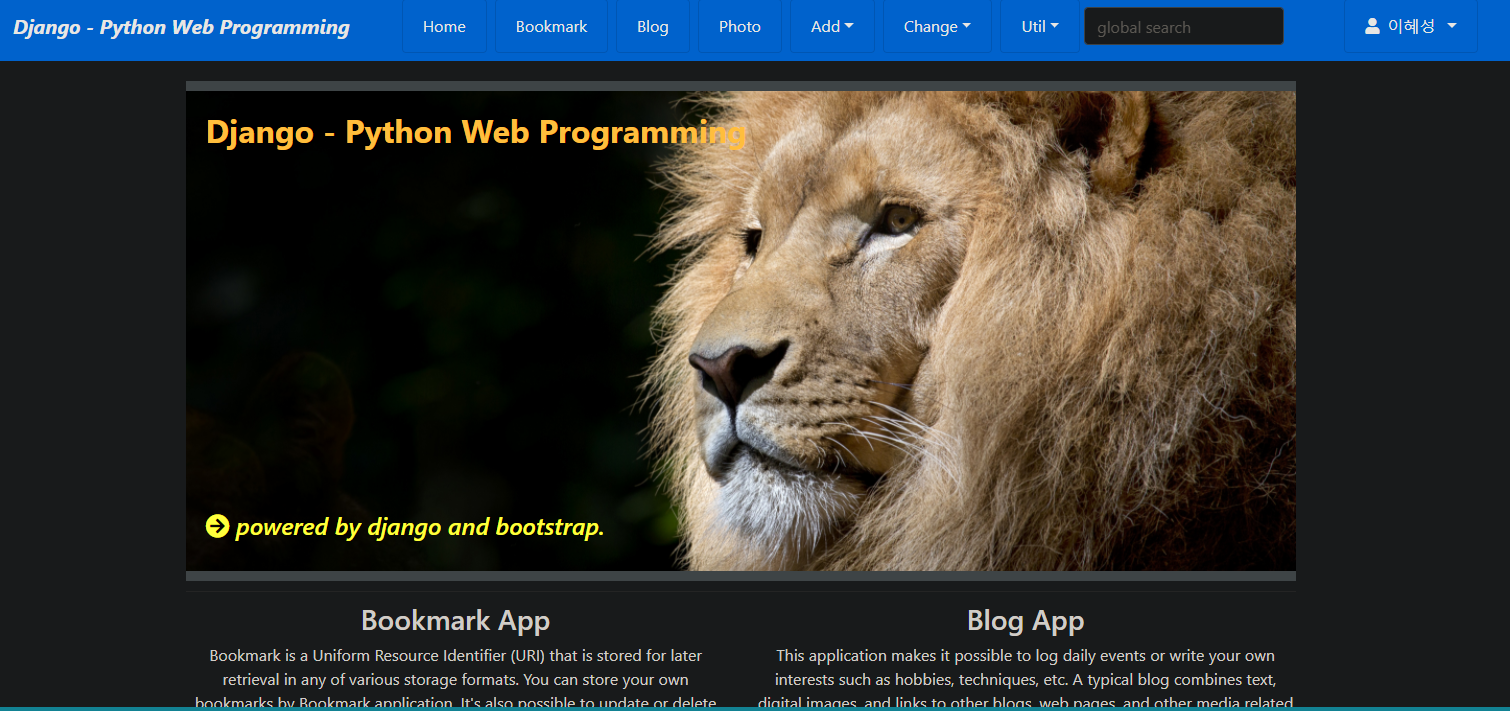 Django - Python Web Programming
Home
Bookmark
Blog
Photo
Add
Change
Util
global search
이혜성
Django - Python Web Programming
powered by django and bootstrap.
Bookmark App
Bookmark is a Uniform Resource Identifier (URI) that is stored for later
retrieval in any of various storage formats. You can store your own
bookmarks by Bookmark application. It's also possible to update or delete
Blog App
This application makes it possible to log daily events or write your own
interests such as hobbies, techniques, etc. A typical blog combines text,
digital images, and links to other blogs, web pages, and other media related